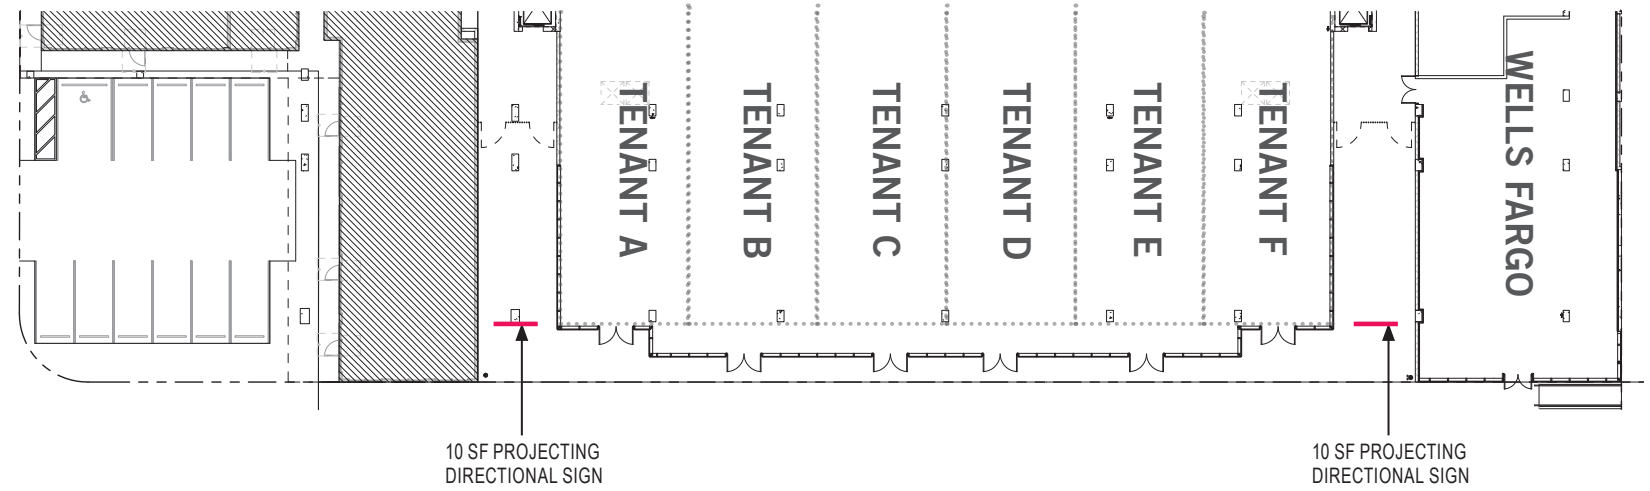 TENANT A
TENANT B
TENANT C
TENANT D
TENANT E
TENANT F
WELLS FARGO
10 SF PROJECTING
DIRECTIONAL SIGN
10 SF PROJECTING
DIRECTIONAL SIGN